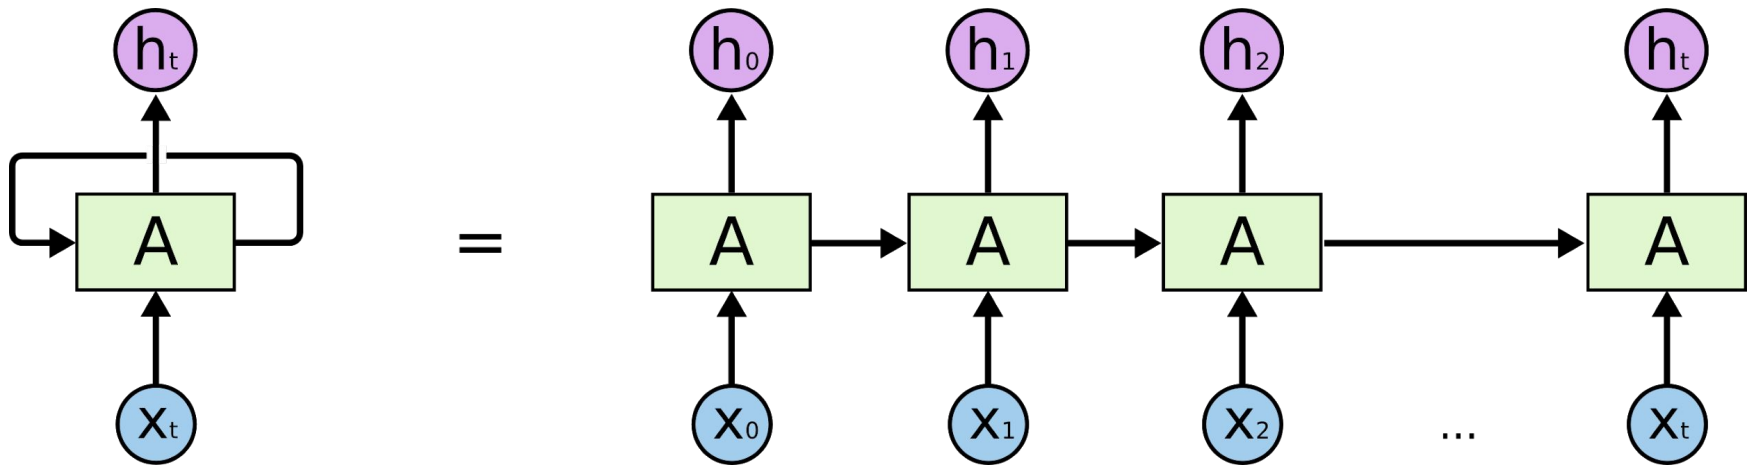 ht h0 h1 h2 ht
A = A A A A
xt x0 x1 x2 ... xt